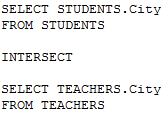 SELECT STUDENTS.City
FROM STUDENTS
INTERSECT
SELECT TEACHERS.City
FROM TEACHERS